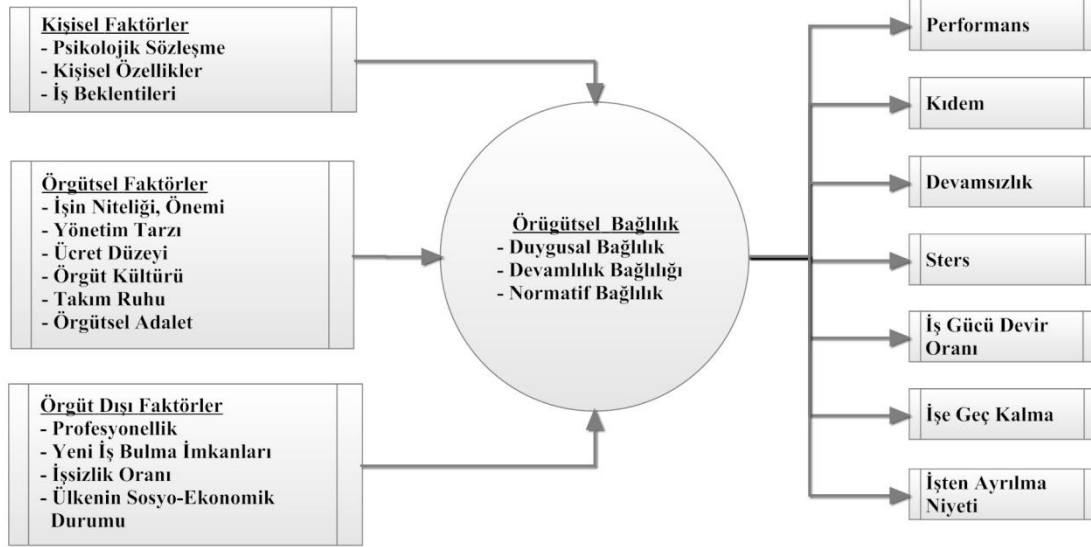 Kişisel Faktörler
- Psikolojik Sözleşme
- Kişisel Özellikler
- İş Beklentileri
Örgütsel Faktörler
- İşin Niteliği, Önemi
- Yönetim Tarzı
- Ücret Düzeyi
- Örgüt Kültürü
- Takım Ruhu
- Örgütsel Adalet
Örgüt Dışı Faktörler
- Profesyonellik
- Yeni İş Bulma İmkanları
- İşsizlik Oranı
- Ülkenin Sosyo-Ekonomik
Durumu
Örügütsel Bağlılık
- Duygusal Bağlılık
- Devamlılık Bağlılığı
- Normatif Bağlılık
Performans
Kıdem
Devamsızlık
Sters
İş Gücü Devir
Oranı
İşe Geç Kalma
İşten Ayrılma
Niyeti